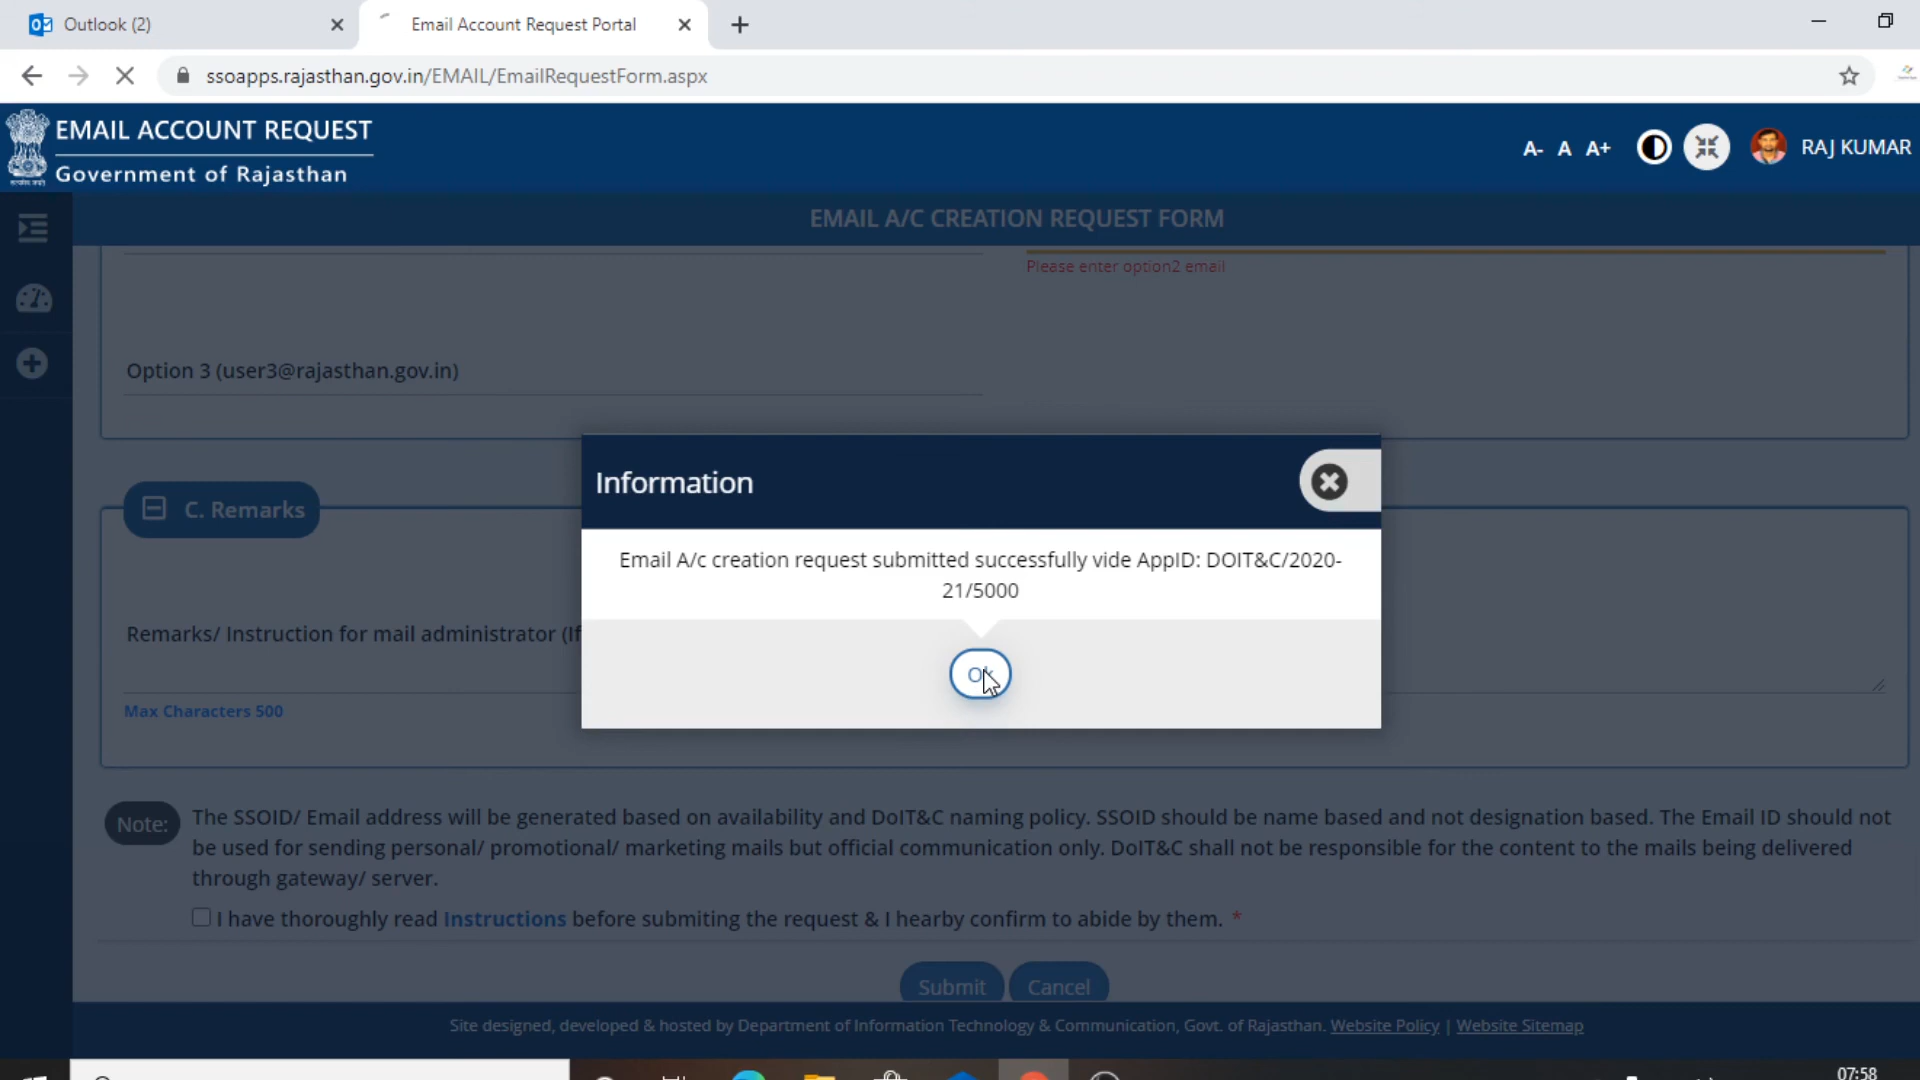 Outlook (2)
Email Account Request Portal
ssoapps.rajasthan.gov.in/EMAIL/EmailRequestForm.aspx
EMAIL ACCOUNT REQUEST
Government of Rajasthan
A- A A+
RAJ KUMAR
EMAIL A/C CREATION REQUEST FORM
Please enter option2 email
Option 3 (user3@rajasthan.gov.in)
Information
Email A/c creation request submitted successfully vide AppID: DOIT&C/2020-
21/5000
Ok
C. Remarks
Remarks/ Instruction for mail administrator (If
Max Characters 500
Note:
The SSOID/ Email address will be generated based on availability and DoIT&C naming policy. SSOID should be name based and not designation based. The Email ID should not
be used for sending personal/ promotional/ marketing mails but official communication only. DoIT&C shall not be responsible for the content to the mails being delivered
through gateway/ server.
I have thoroughly read Instructions before submiting the request & I hearby confirm to abide by them. *
Submit
Cancel
Site designed, developed & hosted by Department of Information Technology & Communication, Govt. of Rajasthan. Website Policy | Website Sitemap
07:58